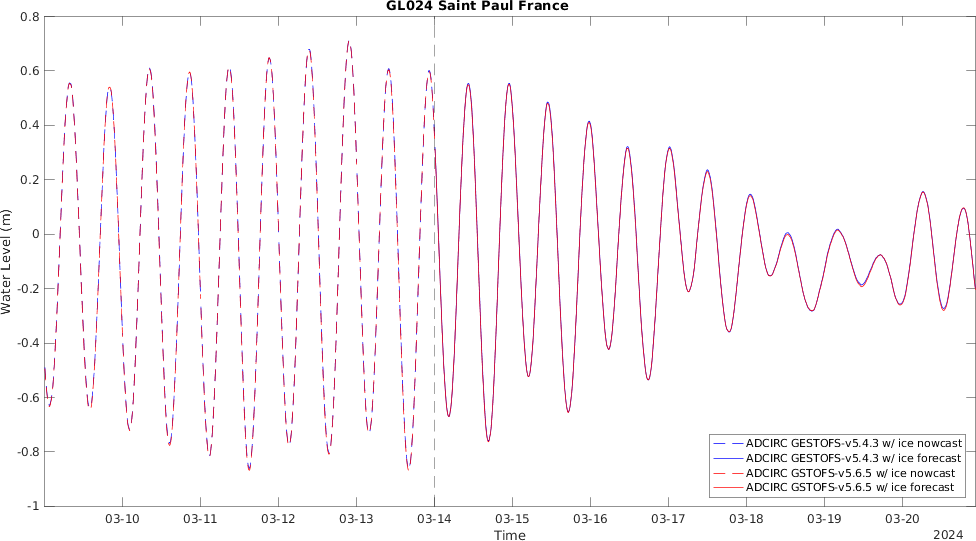 GL024 Saint Paul France
Water Level (m)
0.8
0.6
0.4
0.2
0
-0.2
-0.4
-0.6
-0.8
-1
ADCIRC GESTOFS-v5.4.3 w/ ice nowcast
ADCIRC GESTOFS-v5.4.3 w/ ice forecast
ADCIRC GSTOFS-v5.6.5 w/ ice nowcast
ADCIRC GSTOFS-v5.6.5 w/ ice forecast
03-10 03-11 03-12 03-13 03-14 03-15 03-16 03-17 03-18 03-19 03-20
Time
2024